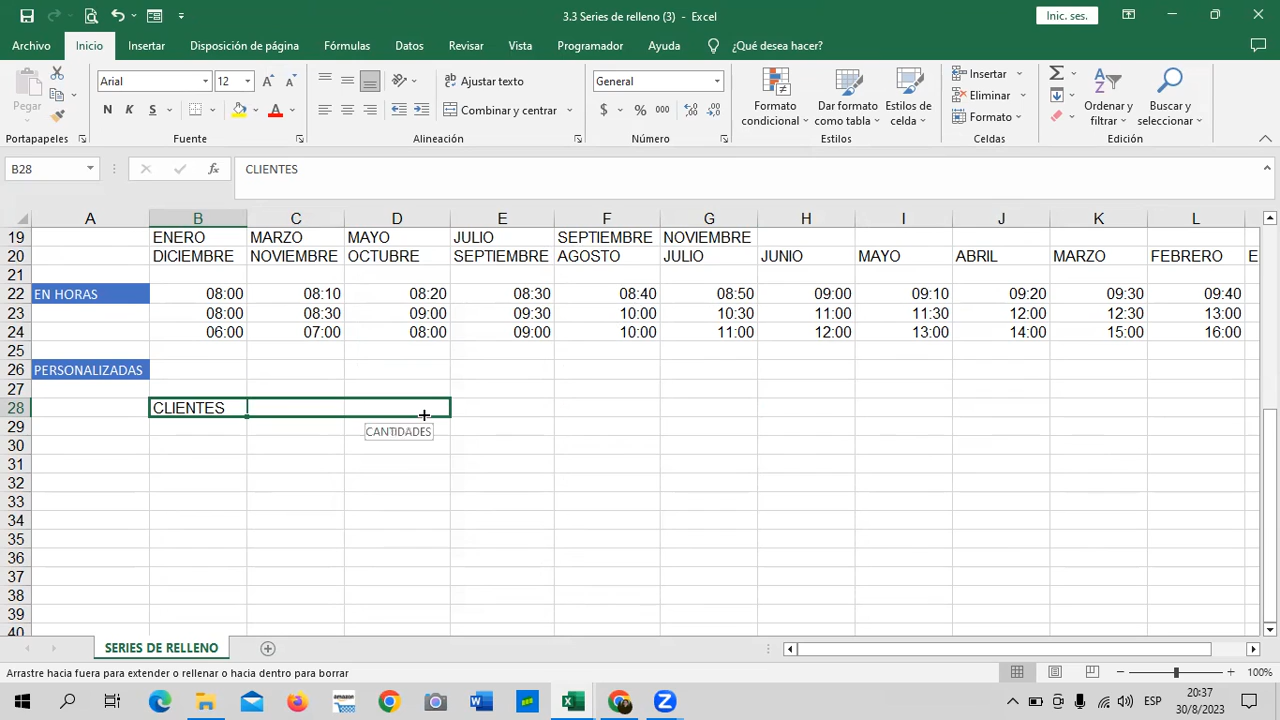 3.3 Series de relleno (3) - Excel
Inic. ses.
Archivo Inicio Insertar Disposición de página Fórmulas Datos Revisar Vista Programador Ayuda ¿Qué desea hacer?
Pegar
Arial 12
N K S
Ajustar texto
Combinar y centrar
General
$ % 000
Formato condicional
Dar formato como tabla
Estilos de celda
Insertar
Eliminar
Formato
Ordenar y filtrar
Buscar y seleccionar
Portapapeles Fuente Alineación Número Estilos Celdas Edición
B28 fx CLIENTES
A B C D E F G H I J K L
19 ENERO MARZO MAYO JULIO SEPTIEMBRE NOVIEMBRE
20 DICIEMBRE NOVIEMBRE OCTUBRE SEPTIEMBRE AGOSTO JULIO JUNIO MAYO ABRIL MARZO FEBRERO E
21
22 EN HORAS 08:00 08:10 08:20 08:30 08:40 08:50 09:00 09:10 09:20 09:30 09:40
23 08:00 08:30 09:00 09:30 10:00 10:30 11:00 11:30 12:00 12:30 13:00
24 06:00 07:00 08:00 09:00 10:00 11:00 12:00 13:00 14:00 15:00 16:00
25
26 PERSONALIZADAS
27
28 CLIENTES
29 CANTIDADES
30
31
32
33
34
35
36
37
38
39
40
SERIES DE RELLENO
Arrastre hacia fuera para extender o rellenar o hacia dentro para borrar
100%
ESP
20:37
30/8/2023